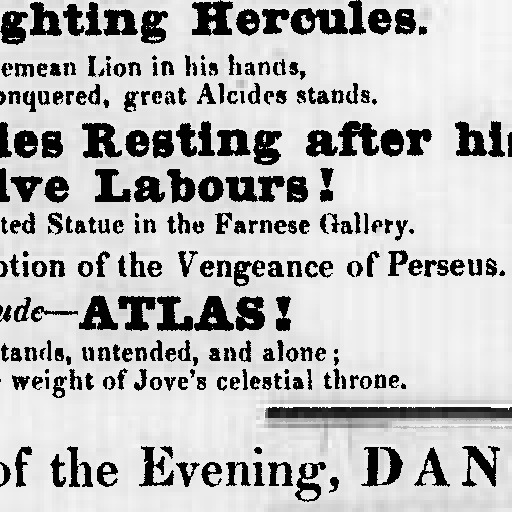 ghting Hercules.
emean Lion in his hands,
onquered, great Alcides stands.
les Resting after his
lve Labours!
ted Statue in the Farnese Gallery.
otion of the Vengeance of Perseus.
ude—ATLAS!
tands, untended, and alone;
weight of Jove's celestial throne.
of the Evening, DAN